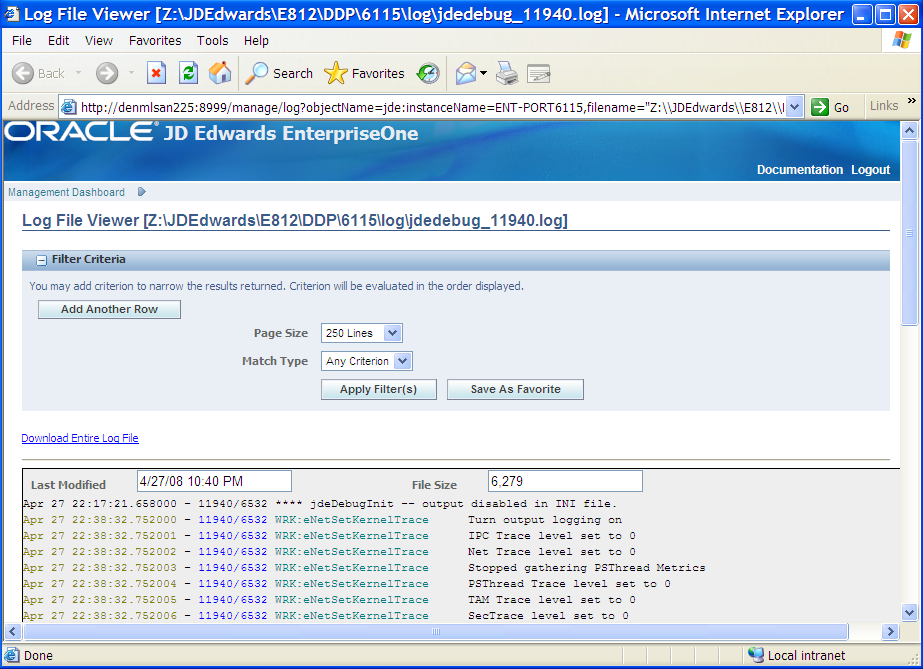 Log File Viewer [Z:\JDEdwards\E812\DDP\6115\log\jdedebug_11940.log] - Microsoft Internet Explorer
File Edit View Favorites Tools Help
Back Search Favorites
Address http://denmlsan225:8999/manage/log?objectName=jde:instanceName=ENT-PORT6115,filename="Z:\\JDEdwards\\E812\\ Go Links »
ORACLE® JD Edwards EnterpriseOne
Documentation Logout
Management Dashboard
Log File Viewer [Z:\JDEdwards\E812\DDP\6115\log\jdedebug_11940.log]
Filter Criteria
You may add criterion to narrow the results returned. Criterion will be evaluated in the order displayed.
Add Another Row
Page Size 250 Lines
Match Type Any Criterion
Apply Filter(s) Save As Favorite
Download Entire Log File
Last Modified 4/27/08 10:40 PM File Size 6,279
Apr 27 22:17:21.658000 - 11940/6532 **** jdeDebugInit -- output disabled in INI file.
Apr 27 22:38:32.752000 - 11940/6532 WRK:eNetSetKernelTrace Turn output logging on
Apr 27 22:38:32.752001 - 11940/6532 WRK:eNetSetKernelTrace IPC Trace level set to 0
Apr 27 22:38:32.752002 - 11940/6532 WRK:eNetSetKernelTrace Net Trace level set to 0
Apr 27 22:38:32.752003 - 11940/6532 WRK:eNetSetKernelTrace Stopped gathering PSThread Metrics
Apr 27 22:38:32.752004 - 11940/6532 WRK:eNetSetKernelTrace PSThread Trace level set to 0
Apr 27 22:38:32.752005 - 11940/6532 WRK:eNetSetKernelTrace TAM Trace level set to 0
Apr 27 22:38:32.752006 - 11940/6532 WRK:eNetSetKernelTrace SecTrace level set to 0
Done Local intranet